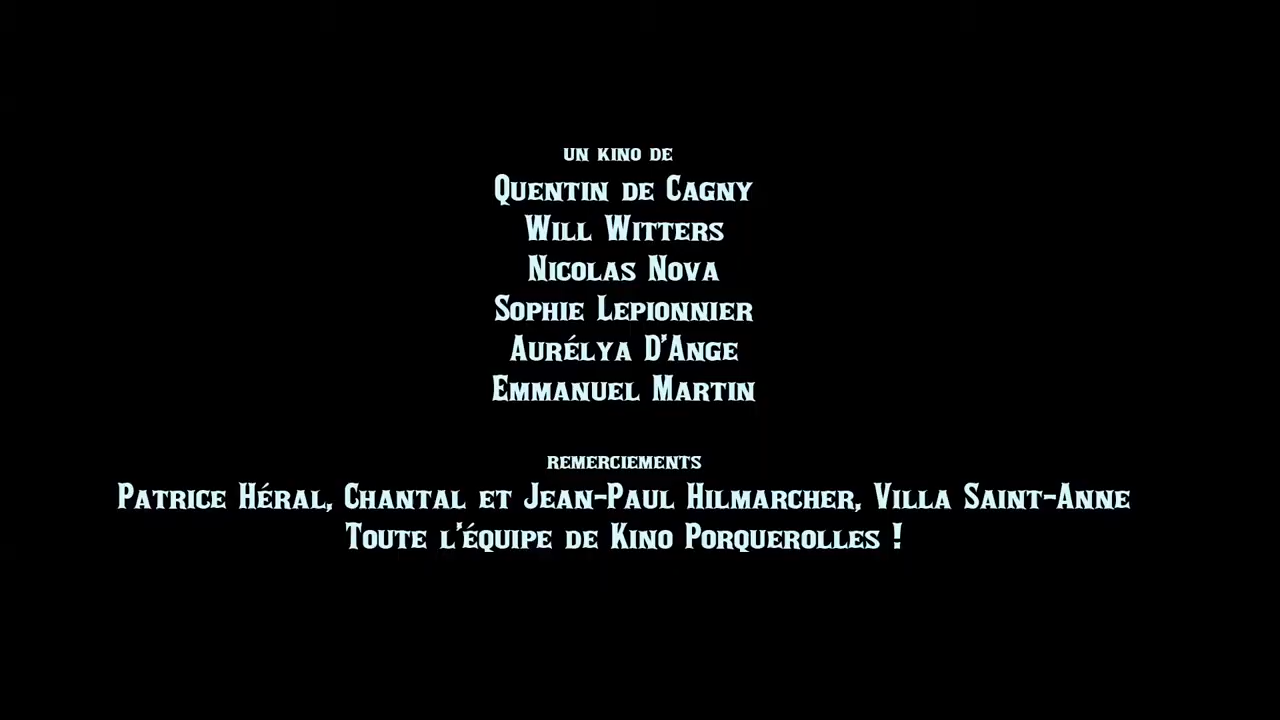 un kino de
Quentin de Cagny
Will Witters
Nicolas Nova
Sophie Lepionnier
Aurélya D'Ange
Emmanuel Martin
remerciements
Patrice Héral, Chantal et Jean-Paul Hilmarcher, Villa Saint-Anne
Toute l'équipe de Kino Porquerolles !